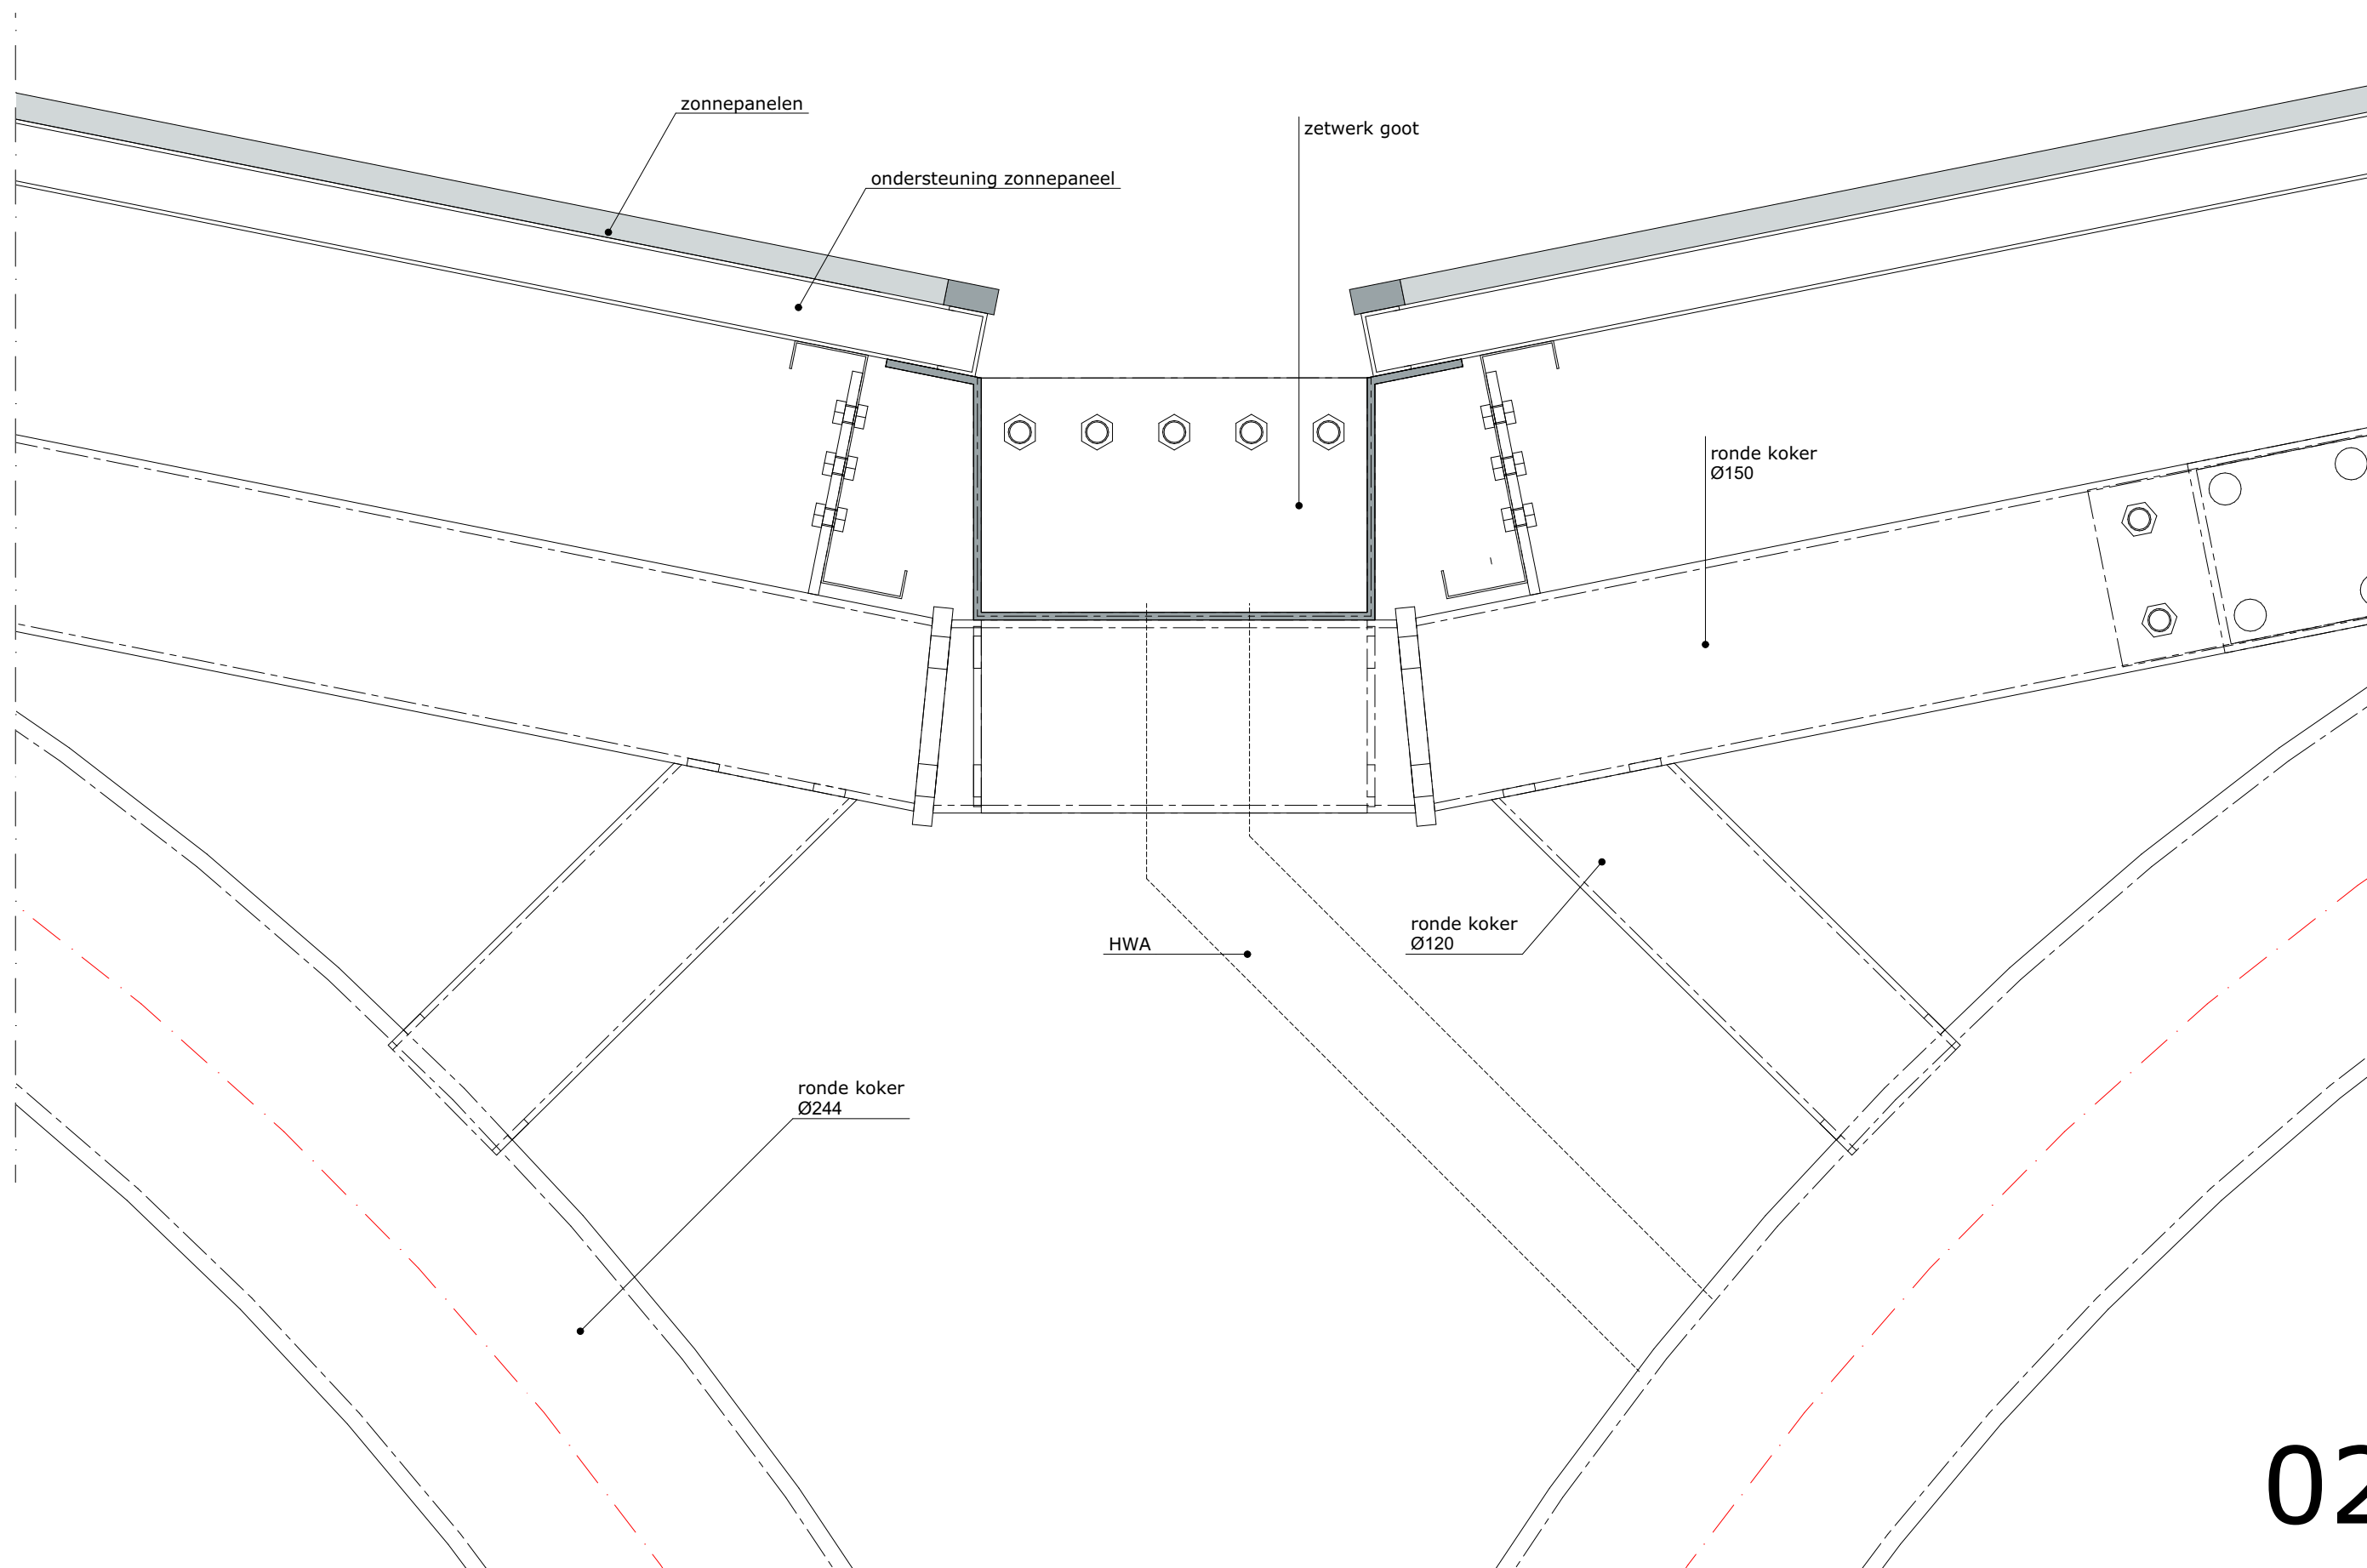 zonnepanelen
zetwerk goot
ondersteuning zonnepaneel
ronde koker
Ø150
ronde koker
Ø120
HWA
ronde koker
Ø244
02